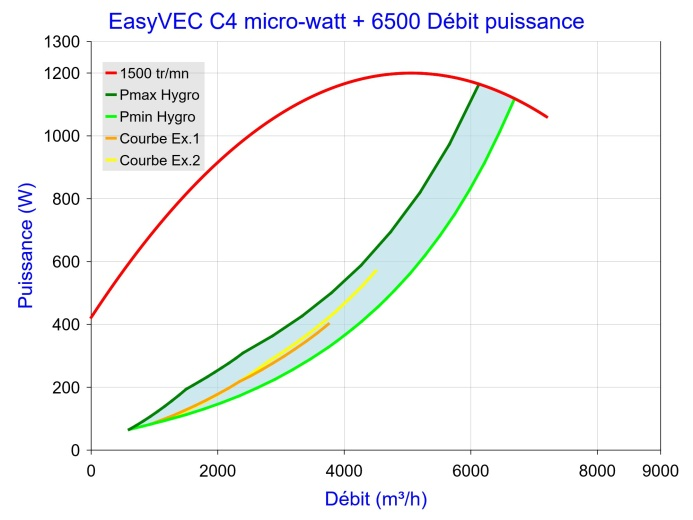 EasyVEC C4 micro-watt + 6500 Débit puissance
1300
1200
1000
800
600
400
200
0
Puissance (W)
1500 tr/mn
Pmax Hygro
Pmin Hygro
Courbe Ex.1
Courbe Ex.2
0 2000 4000 6000 8000 9000
Débit (m³/h)